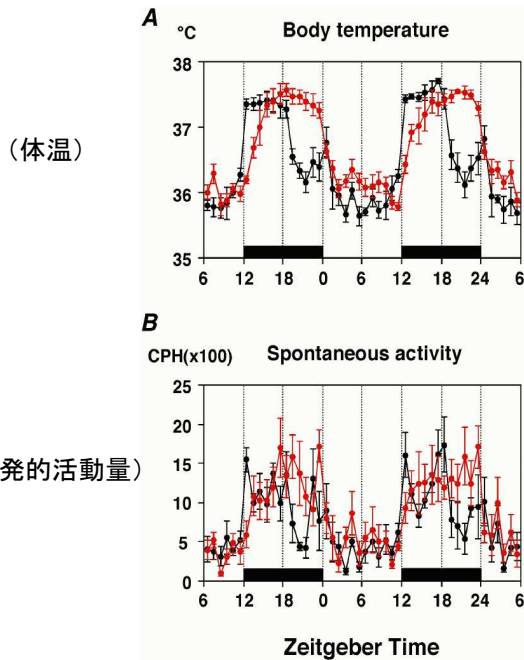 A
°C
Body temperature
38
37
（体温）
36
35
6 12 18 0 6 12 18 24 6
B
CPH(x100)
Spontaneous activity
25
20
15
発的活動量）
10
5
0
6 12 18 0 6 12 18 24 6
Zeitgeber Time